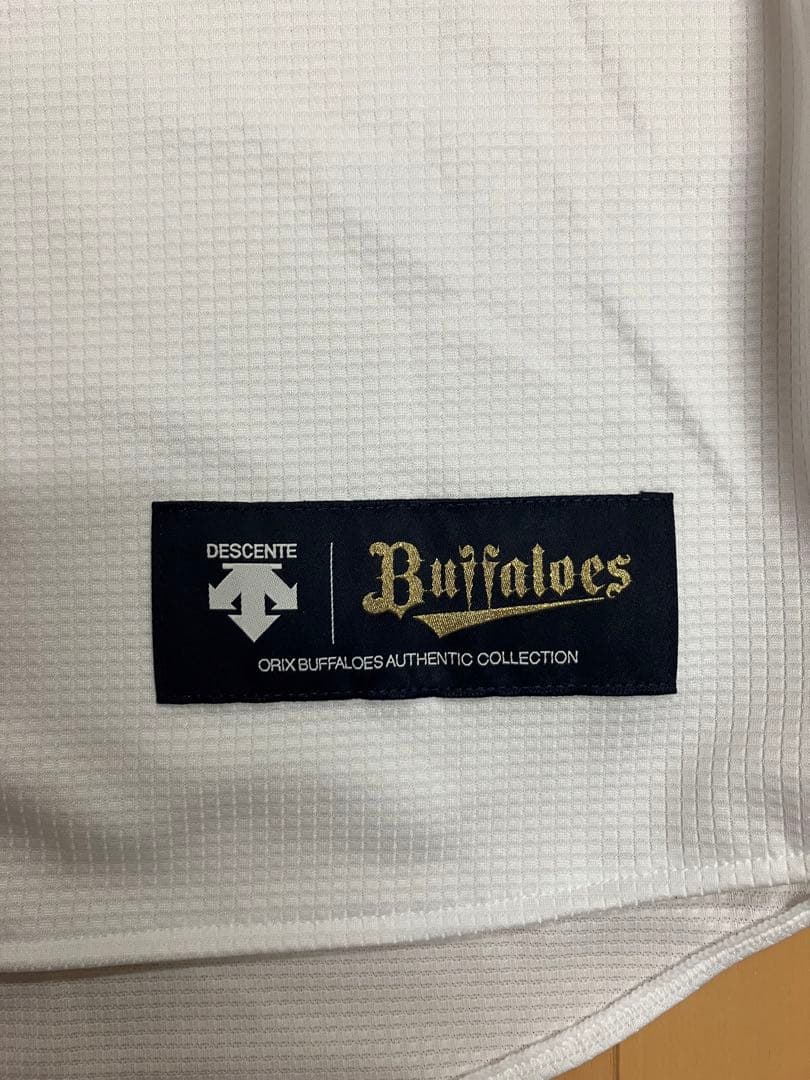 DESCENTE
Buffaloes
ORIX BUFFALOES AUTHENTIC COLLECTION